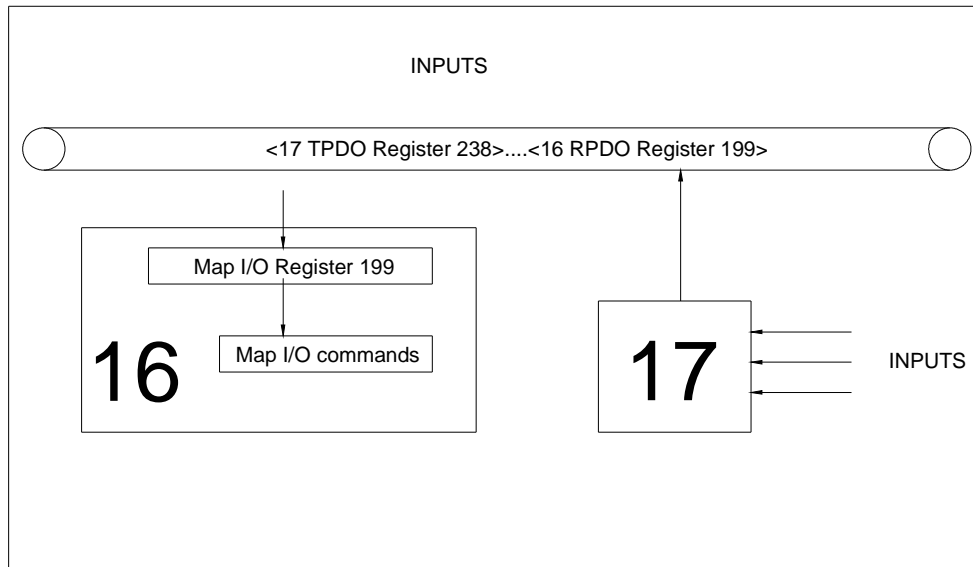 INPUTS
<17 TPDO Register 238>....<16 RPDO Register 199>
Map I/O Register 199
16
Map I/O commands
17
INPUTS